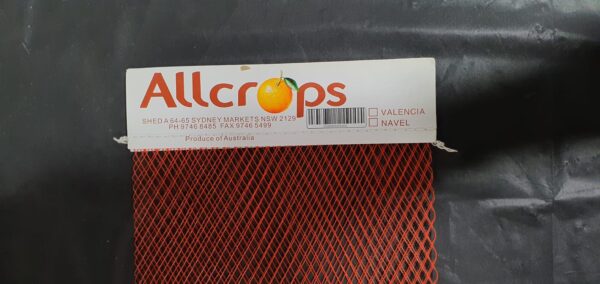 Allcrops
SHED A 64-65 SYDNEY MARKETS NSW 2129
PH 9746 6485 FAX 9746 5499
Produce of Australia
VALENCIA
NAVEL